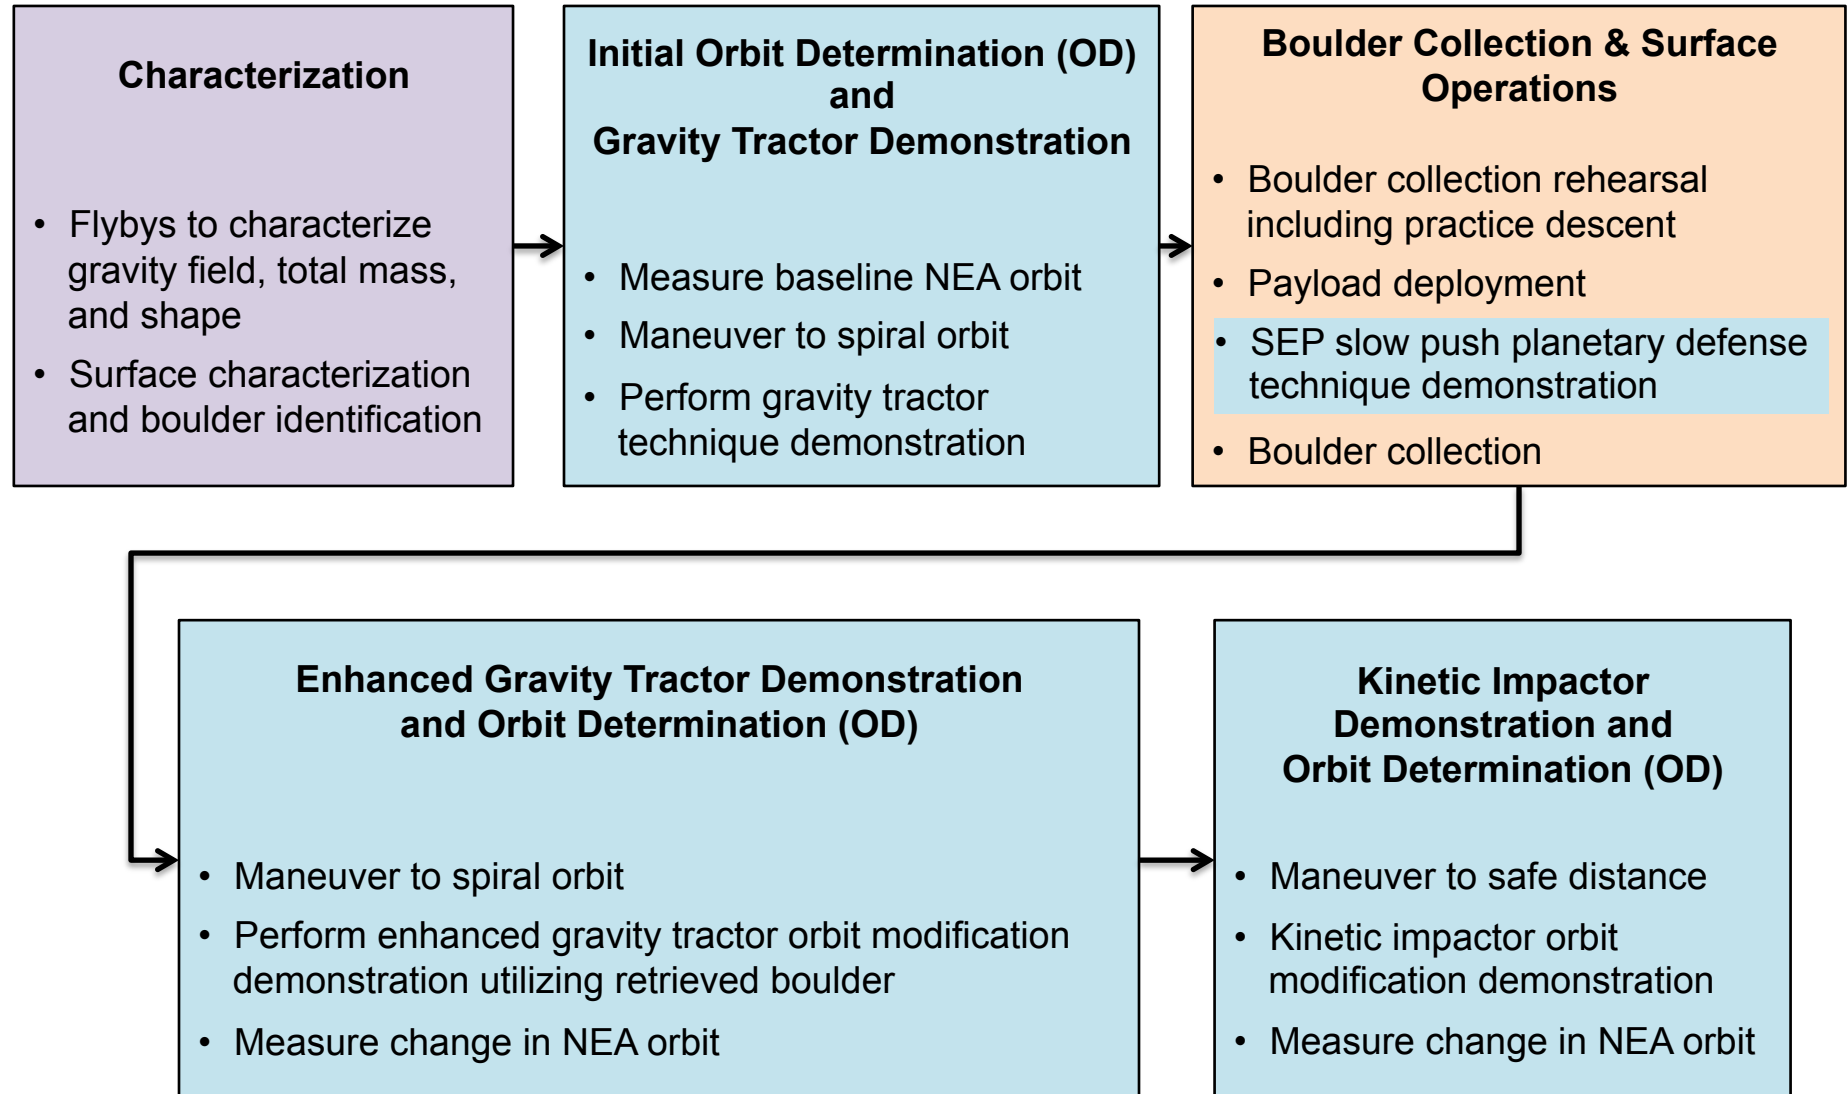 Characterization
• Flybys to characterize
gravity field, total mass,
and shape
• Surface characterization
and boulder identification
Initial Orbit Determination (OD)
and
Gravity Tractor Demonstration
• Measure baseline NEA orbit
• Maneuver to spiral orbit
• Perform gravity tractor
technique demonstration
Boulder Collection & Surface
Operations
• Boulder collection rehearsal
including practice descent
• Payload deployment
• SEP slow push planetary defense
technique demonstration
• Boulder collection
Enhanced Gravity Tractor Demonstration
and Orbit Determination (OD)
• Maneuver to spiral orbit
• Perform enhanced gravity tractor orbit modification
demonstration utilizing retrieved boulder
• Measure change in NEA orbit
Kinetic Impactor
Demonstration and
Orbit Determination (OD)
• Maneuver to safe distance
• Kinetic impactor orbit
modification demonstration
• Measure change in NEA orbit